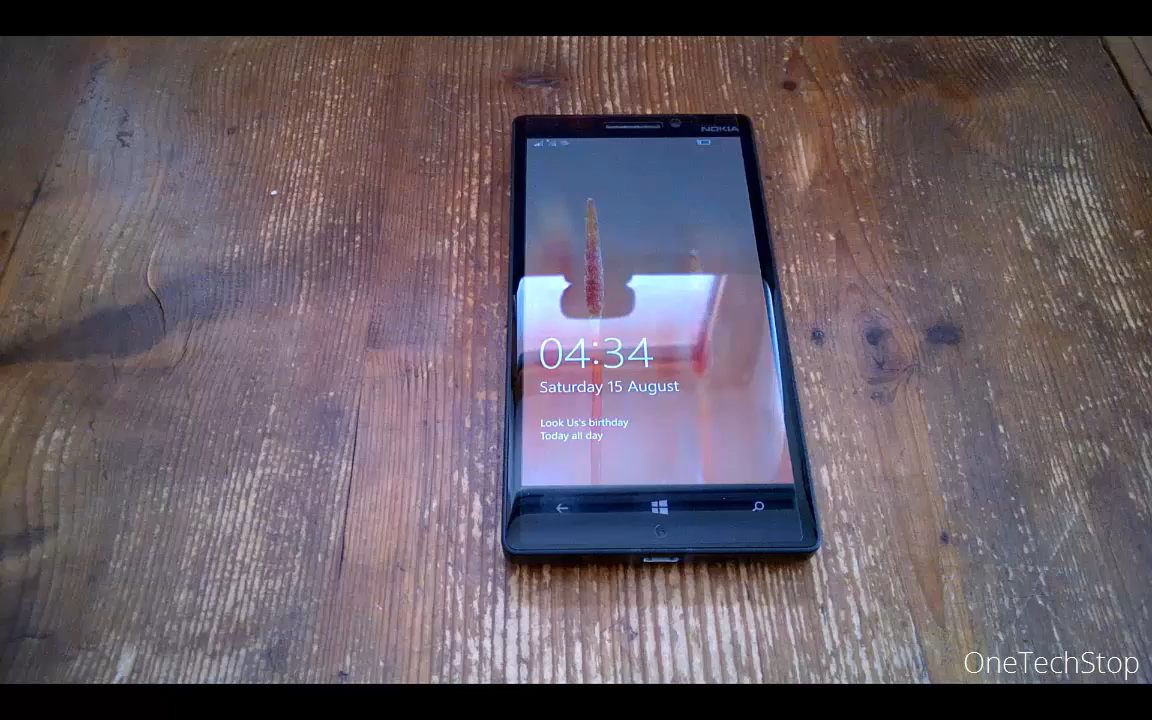 NOKIA
04:34
Saturday 15 August
Look Us's birthday
Today all day
OneTechStop